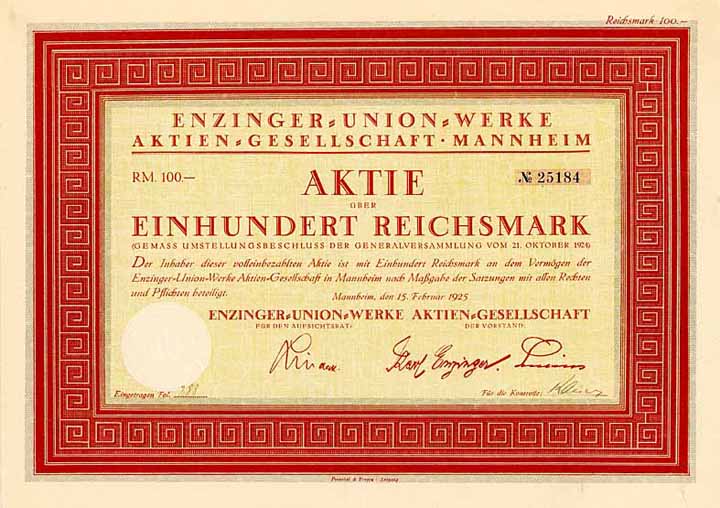 Reichsmark 100.—
ENZINGER=UNION=WERKE
AKTIEN=GESELLSCHAFT · MANNHEIM
RM. 100.— AKTIE № 25184
ÜBER
EINHUNDERT REICHSMARK
(GEMÄSS UMSTELLUNGSBESCHLUSS DER GENERALVERSAMMLUNG VOM 21. OKTOBER 1924)
Der Inhaber dieser volleinbezahlten Aktie ist mit Einhundert Reichsmark an dem Vermögen der
Enzinger-Union-Werke Aktien-Gesellschaft in Mannheim nach Maßgabe der Satzungen mit allen Rechten
und Pflichten beteiligt. Mannheim, den 15. Februar 1925
ENZINGER=UNION=WERKE AKTIEN=GESELLSCHAFT
FÜR DEN AUFSICHTSRAT: DER VORSTAND:
Karl Enzinger.
Eingetragen Fol. Für die Kontrolle:
Leipzig